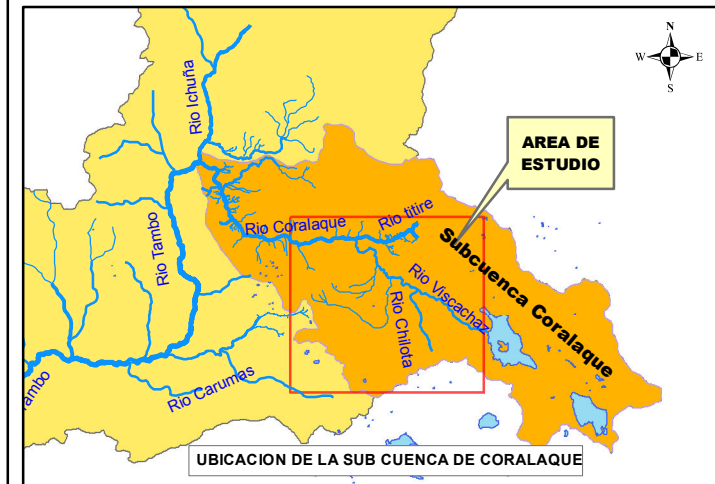 N
W
E
S
Rio Ichuña
AREA DE
ESTUDIO
Rio Coralaque
Rio titire
Rio Tambo
Subcuenca Coralaque
Rio Viscachaz
Rio Chilota
Rio Carumas
ambo
UBICACION DE LA SUB CUENCA DE CORALAQUE